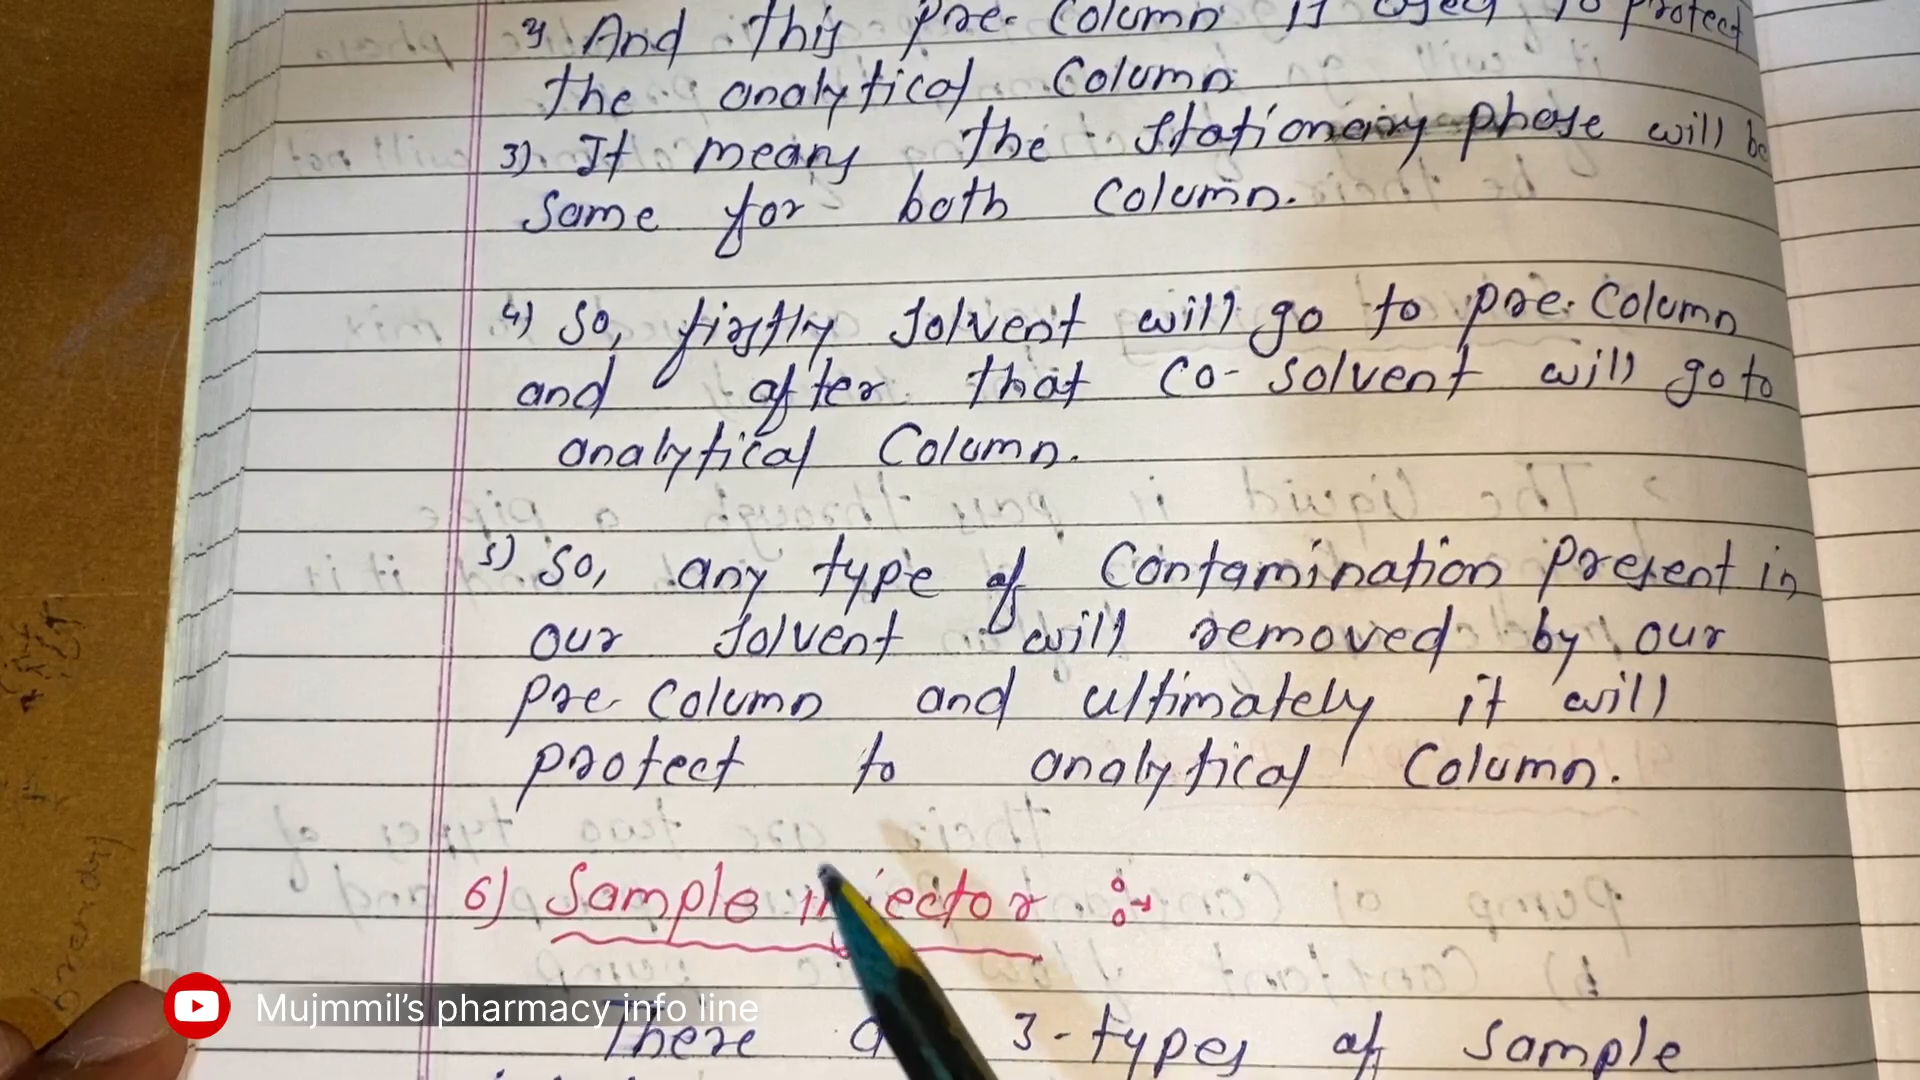 2) And this pre-Column is used to protect
the analytical Column
3) It means the stationary phase will be
Same for both Column.
4) So, firstly solvent will go to pre-Column
and after that Co-solvent will go to
analytical Column.
5) So, any type of Contamination Present in
our solvent will removed by our
pre-Column and ultimately it will
protect to analytical Column.
6) Sample injector :→
Mujmmil's pharmacy info line
There 3-types of Sample